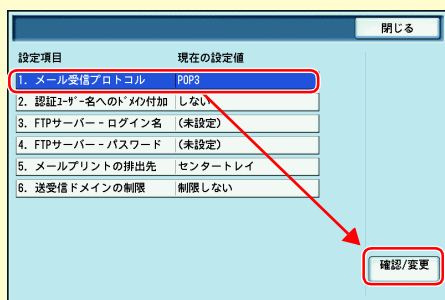 閉じる
設定項目 現在の設定値
1. メール受信プロトコル POP3
2. 認証ﾕｰｻﾞｰ名へのﾄﾞﾒｲﾝ付加 しない
3. FTPサーバー - ログイン名 (未設定)
4. FTPサーバー - パスワード (未設定)
5. メールプリントの排出先 センタートレイ
6. 送受信ドメインの制限 制限しない
確認/変更